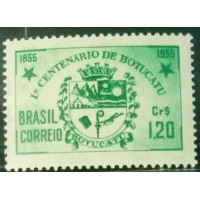 1855 1955
1º CENTENARIO DE BOTUCATU
BRASIL
CORREIO
Cr$
1,20
BOTUCATU